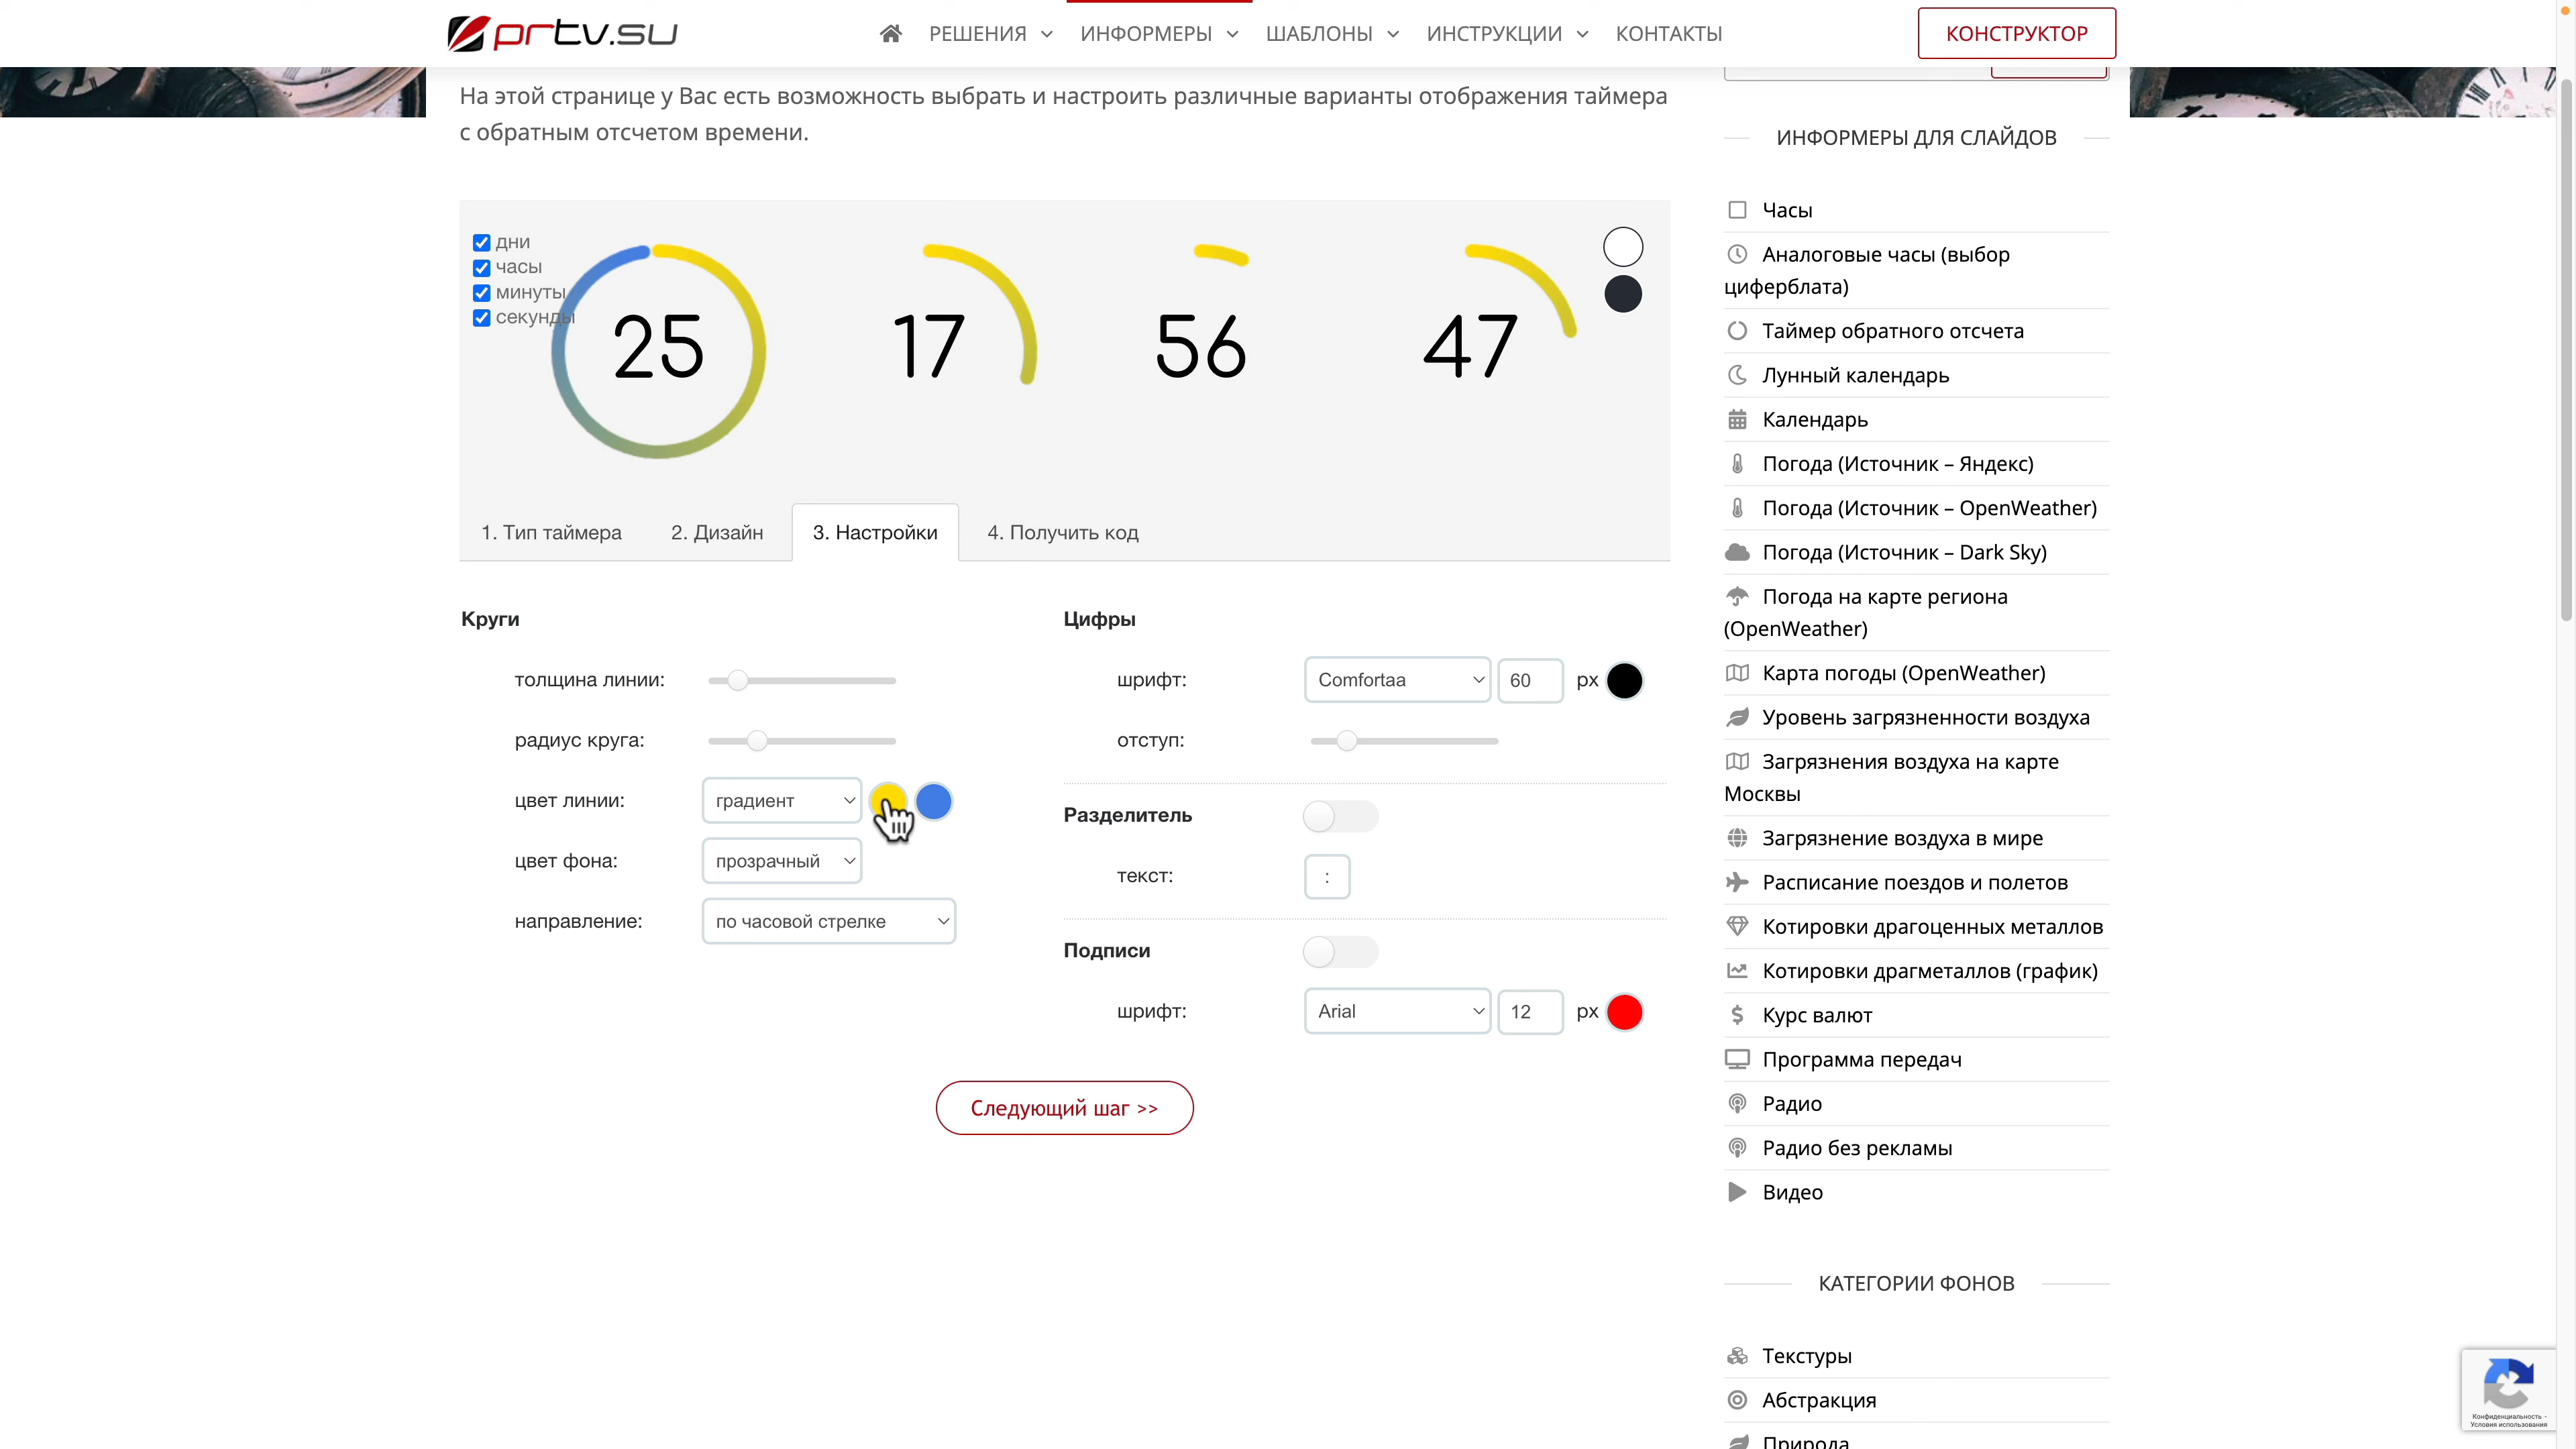 prtv.su
РЕШЕНИЯ
ИНФОРМЕРЫ
ШАБЛОНЫ
ИНСТРУКЦИИ
КОНТАКТЫ
КОНСТРУКТОР
На этой странице у Вас есть возможность выбрать и настроить различные варианты отображения таймера
с обратным отсчетом времени.
дни
часы
минуты
секунды
25
17
56
47
1. Тип таймера
2. Дизайн
3. Настройки
4. Получить код
Круги
толщина линии:
радиус круга:
цвет линии:
градиент
цвет фона:
прозрачный
направление:
по часовой стрелке
Цифры
шрифт:
Comfortaa
60
px
отступ:
Разделитель
текст:
:
Подписи
шрифт:
Arial
12
px
Следующий шаг >>
ИНФОРМЕРЫ ДЛЯ СЛАЙДОВ
Часы
Аналоговые часы (выбор
циферблата)
Таймер обратного отсчета
Лунный календарь
Календарь
Погода (Источник – Яндекс)
Погода (Источник – OpenWeather)
Погода (Источник – Dark Sky)
Погода на карте региона
(OpenWeather)
Карта погоды (OpenWeather)
Уровень загрязненности воздуха
Загрязнения воздуха на карте
Москвы
Загрязнение воздуха в мире
Расписание поездов и полетов
Котировки драгоценных металлов
Котировки драгметаллов (график)
Курс валют
Программа передач
Радио
Радио без рекламы
Видео
КАТЕГОРИИ ФОНОВ
Текстуры
Абстракция
Природа
Конфиденциальность -
Условия использования